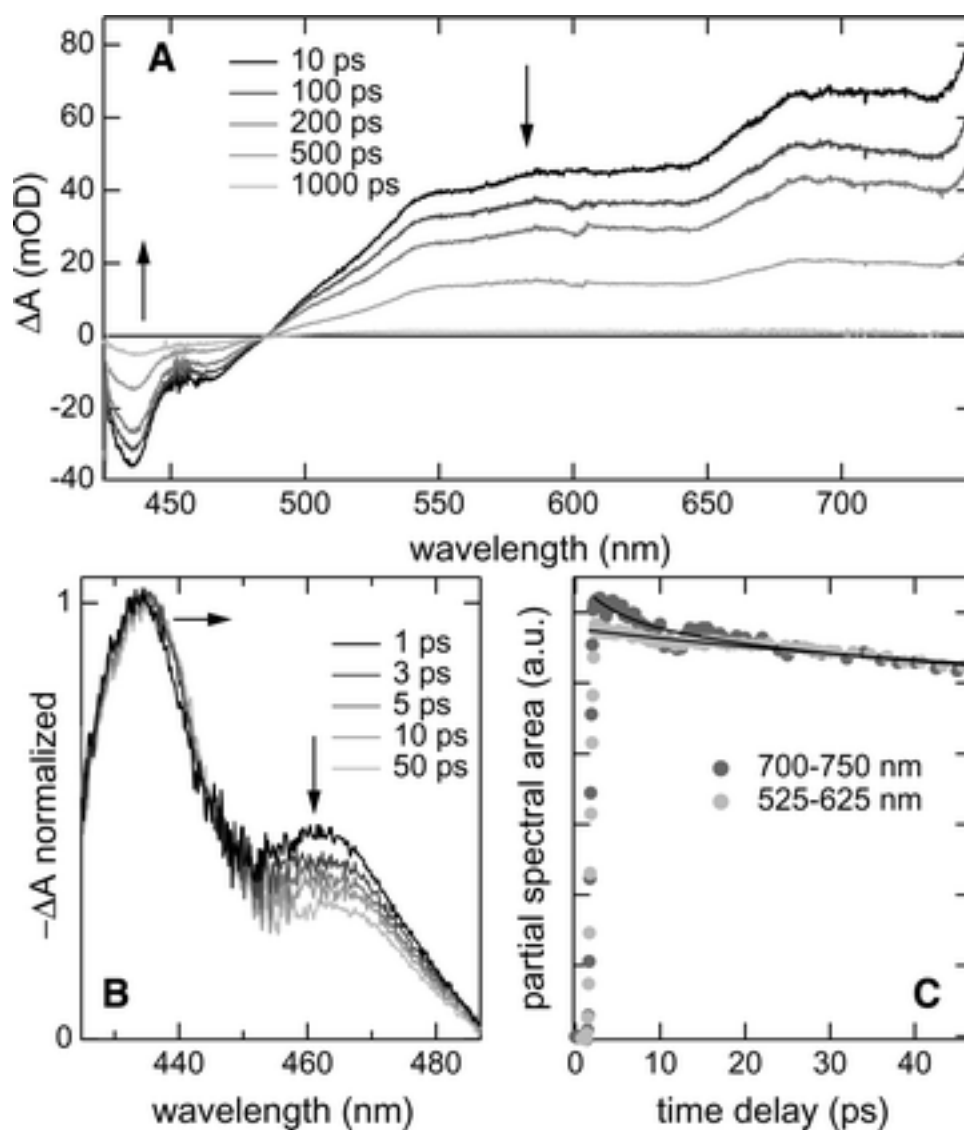 A
10 ps
100 ps
200 ps
500 ps
1000 ps
ΔA (mOD)
80
60
40
20
0
-20
-40
450 500 550 600 650 700
wavelength (nm)
B
1 ps
3 ps
5 ps
10 ps
50 ps
−ΔA normalized
1
0
440 460 480
wavelength (nm)
C
700-750 nm
525-625 nm
partial spectral area (a.u.)
0 10 20 30 40
time delay (ps)